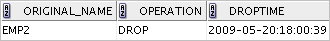 ORIGINAL_NAME OPERATION DROPTIME
EMP2 DROP 2009-05-20:18:00:39